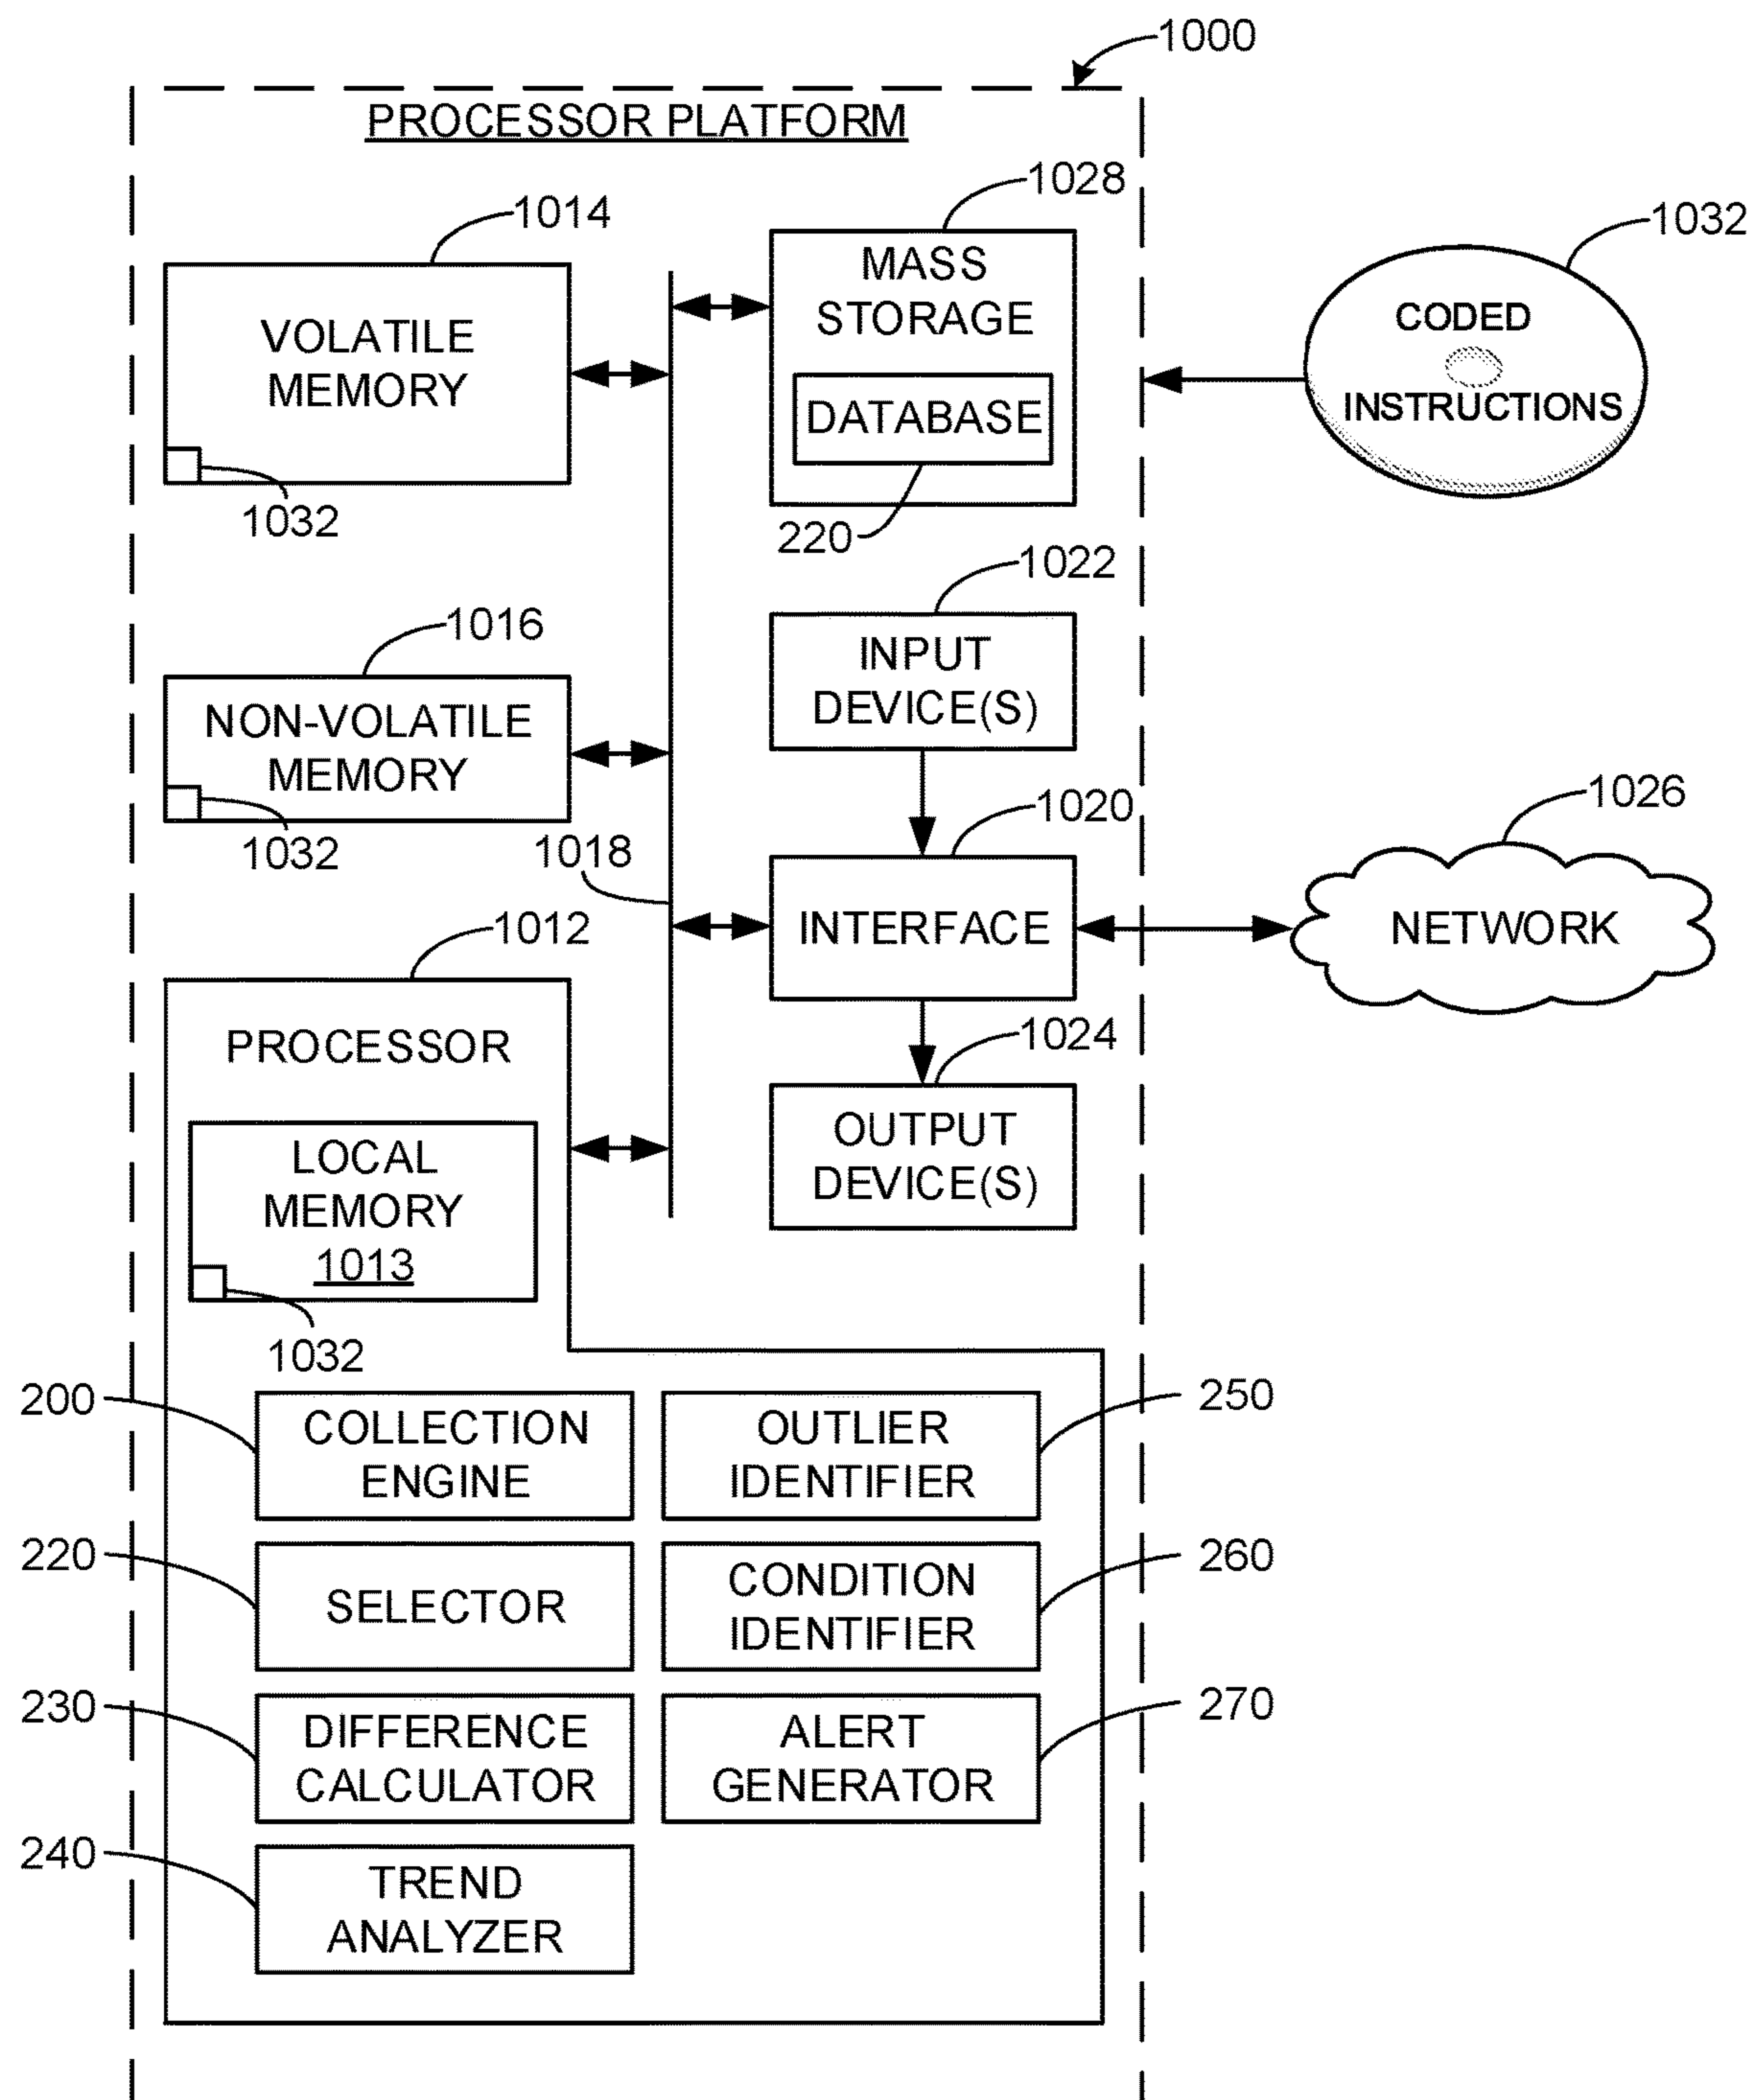 1000
PROCESSOR PLATFORM
1014
VOLATILE
MEMORY
1032
1028
MASS
STORAGE
DATABASE
220
1032
CODED
INSTRUCTIONS
1016
NON-VOLATILE
MEMORY
1032
1022
INPUT
DEVICE(S)
1018
1020
INTERFACE
1026
NETWORK
1024
OUTPUT
DEVICE(S)
1012
PROCESSOR
LOCAL
MEMORY
1013
1032
200
COLLECTION
ENGINE
OUTLIER
IDENTIFIER
250
220
SELECTOR
CONDITION
IDENTIFIER
260
230
DIFFERENCE
CALCULATOR
ALERT
GENERATOR
270
240
TREND
ANALYZER